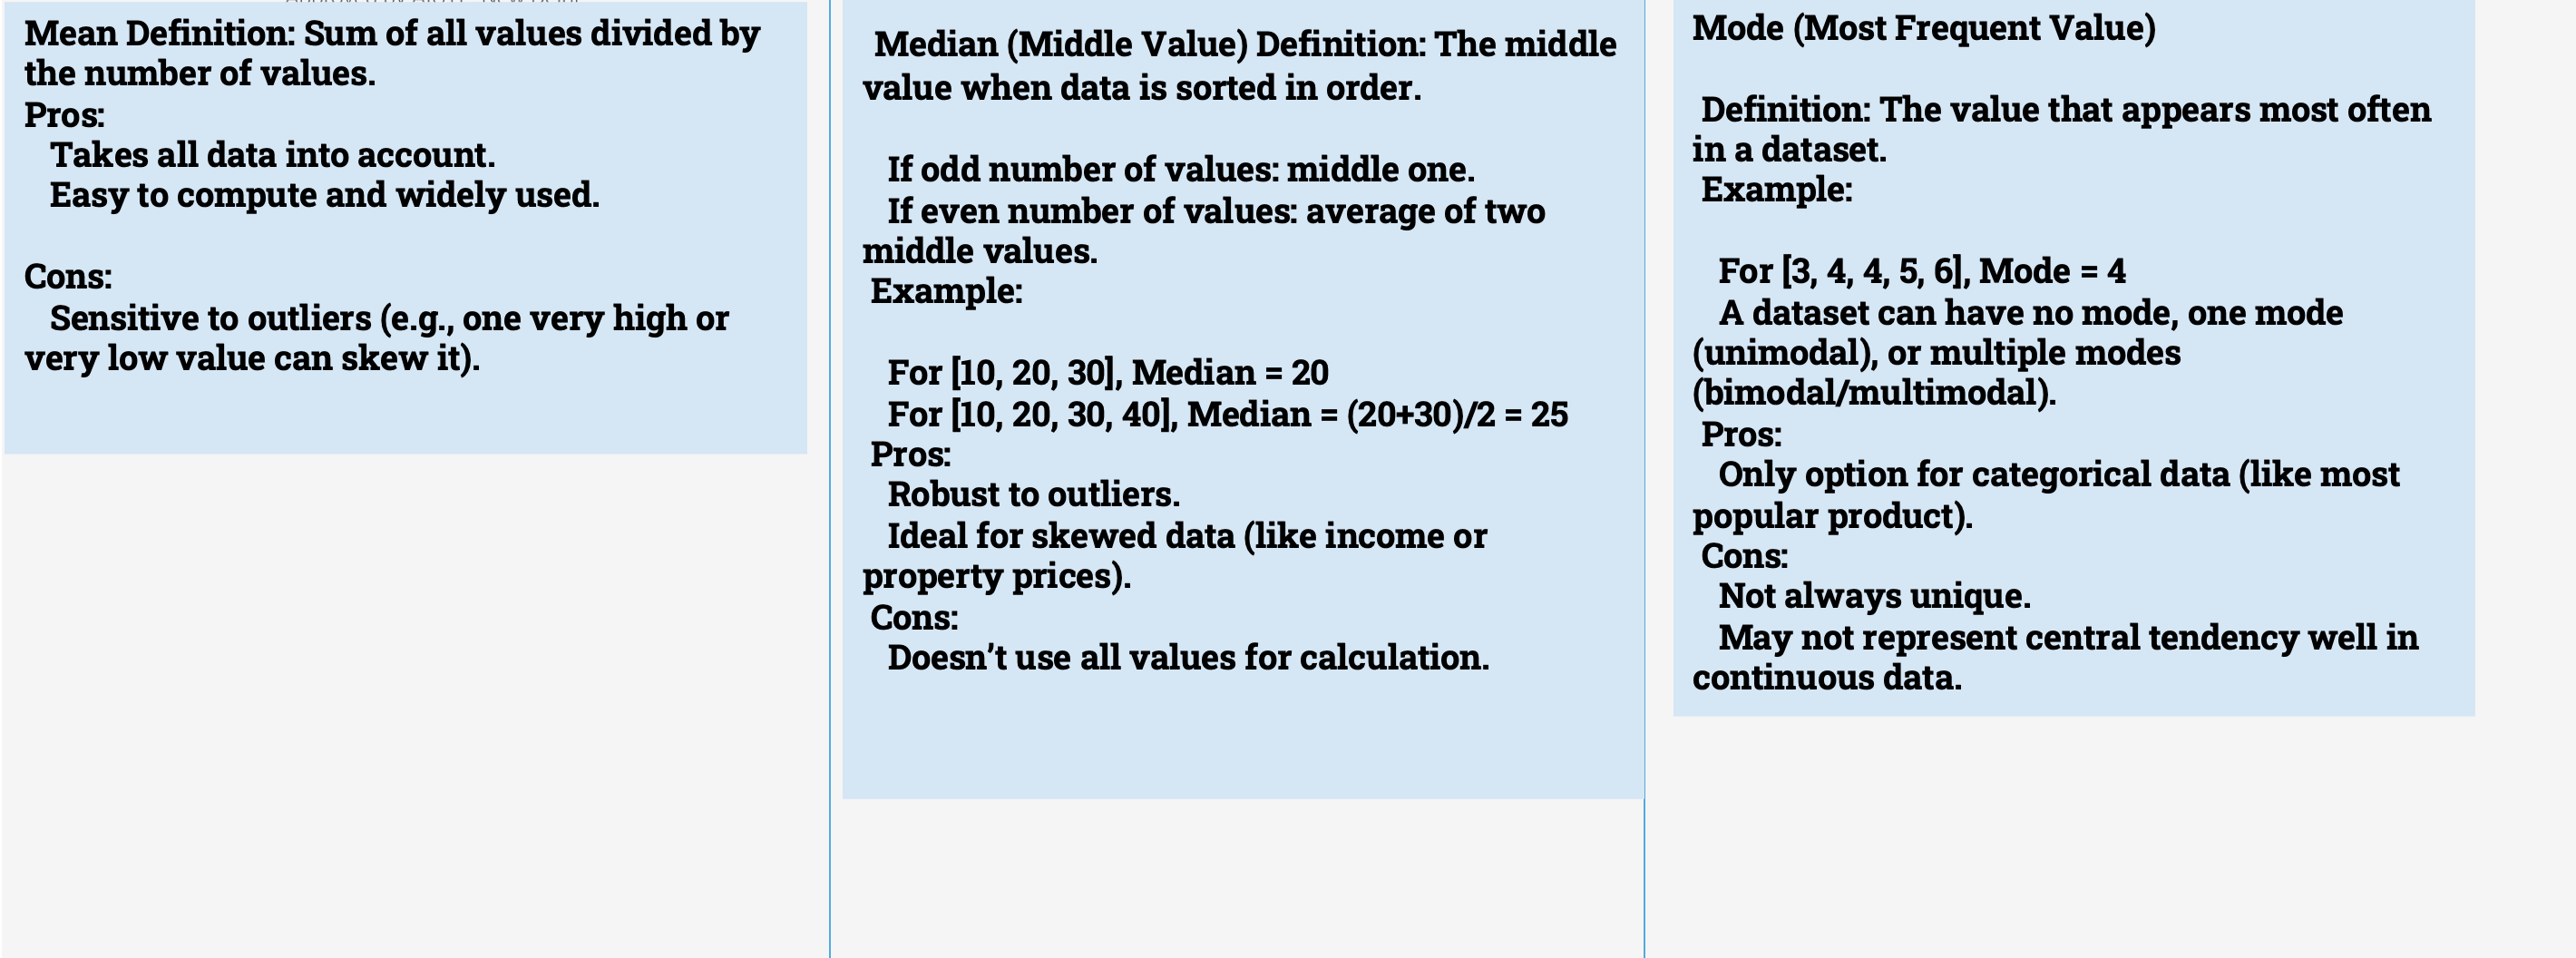 Mean Definition: Sum of all values divided by
the number of values.
Pros:
Takes all data into account.
Easy to compute and widely used.
Cons:
Sensitive to outliers (e.g., one very high or
very low value can skew it).
Median (Middle Value) Definition: The middle
value when data is sorted in order.
If odd number of values: middle one.
If even number of values: average of two
middle values.
Example:
For [10, 20, 30], Median = 20
For [10, 20, 30, 40], Median = (20+30)/2 = 25
Pros:
Robust to outliers.
Ideal for skewed data (like income or
property prices).
Cons:
Doesn’t use all values for calculation.
Mode (Most Frequent Value)
Definition: The value that appears most often
in a dataset.
Example:
For [3, 4, 4, 5, 6], Mode = 4
A dataset can have no mode, one mode
(unimodal), or multiple modes
(bimodal/multimodal).
Pros:
Only option for categorical data (like most
popular product).
Cons:
Not always unique.
May not represent central tendency well in
continuous data.